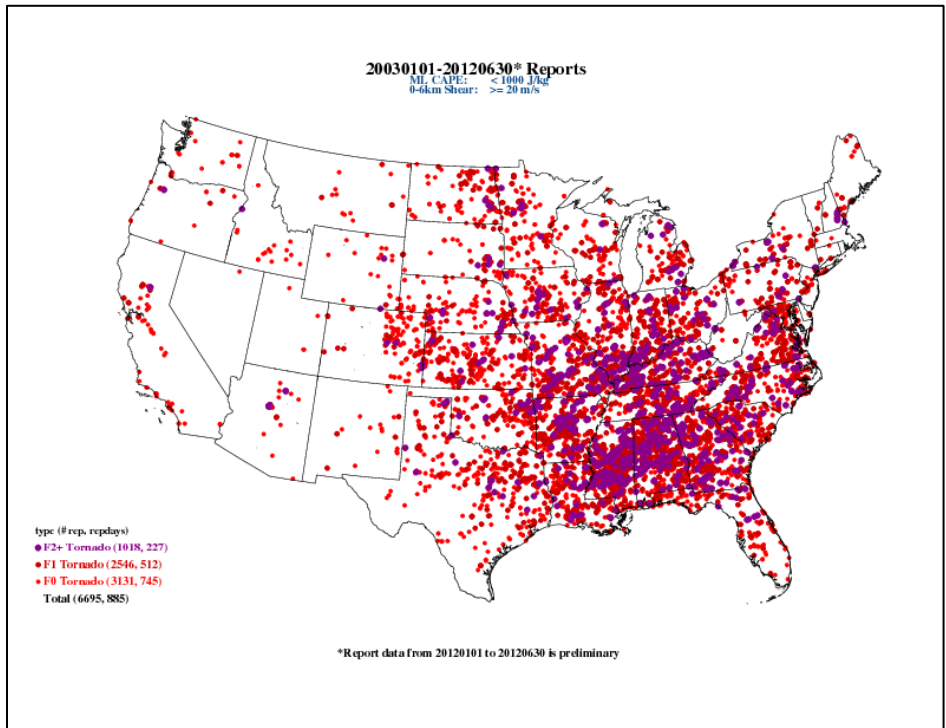 20030101-20120630* Reports
ML CAPE: < 1000 J/kg
0-6km Shear: >= 20 m/s
type (# rep, repdays)
F2+ Tornado (1018, 227)
F1 Tornado (2546, 512)
F0 Tornado (3131, 745)
Total (6695, 885)
*Report data from 20120101 to 20120630 is preliminary